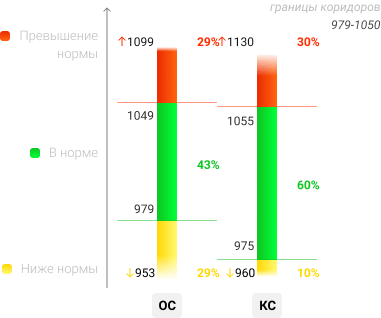 границы коридоров
979-1050
Превышение
нормы
↑1099 29% ↑1130 30%
1049 1055
В норме
43% 60%
979 975
Ниже нормы
↓953 29% ↓960 10%
ОС КС